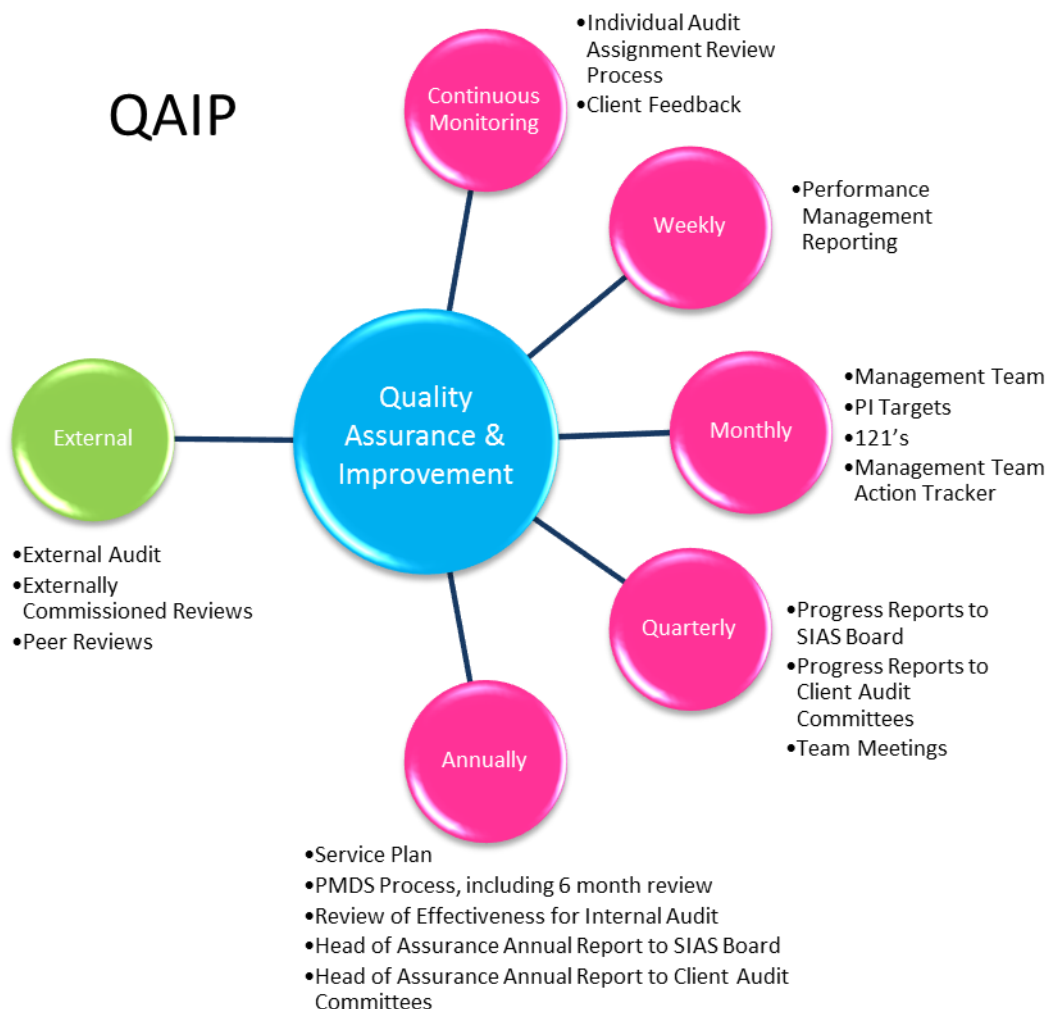 QAIP
Continuous
Monitoring
•Individual Audit
Assignment Review
Process
•Client Feedback
Weekly
•Performance
Management
Reporting
Monthly
•Management Team
•PI Targets
•121's
•Management Team
Action Tracker
Quality
Assurance &
Improvement
External
•External Audit
•Externally
Commissioned Reviews
•Peer Reviews
Quarterly
•Progress Reports to
SIAS Board
•Progress Reports to
Client Audit
Committees
•Team Meetings
Annually
•Service Plan
•PMDS Process, including 6 month review
•Review of Effectiveness for Internal Audit
•Head of Assurance Annual Report to SIAS Board
•Head of Assurance Annual Report to Client Audit
Committees